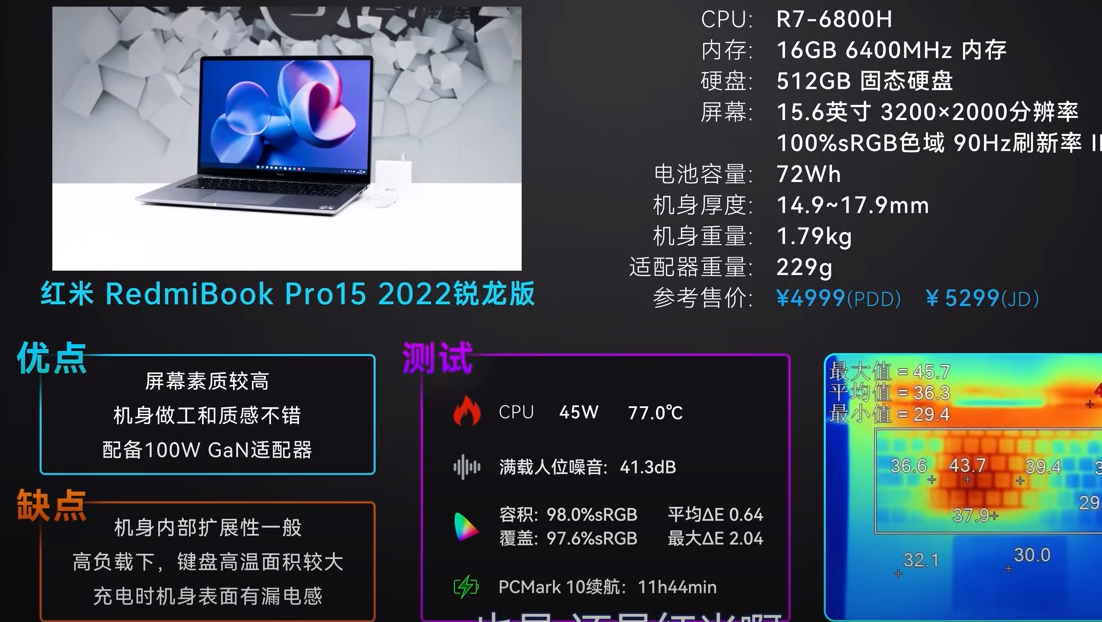 CPU: R7-6800H
内存: 16GB 6400MHz 内存
硬盘: 512GB 固态硬盘
屏幕: 15.6英寸 3200×2000分辨率
100%sRGB色域 90Hz刷新率
电池容量: 72Wh
机身厚度: 14.9~17.9mm
机身重量: 1.79kg
适配器重量: 229g
参考售价: ¥4999(PDD) ¥5299(JD)
红米 RedmiBook Pro15 2022锐龙版
优点
屏幕素质较高
机身做工和质感不错
配备100W GaN适配器
缺点
机身内部扩展性一般
高负载下，键盘高温面积较大
充电时机身表面有漏电感
测试
CPU 45W 77.0℃
满载人位噪音: 41.3dB
容积: 98.0%sRGB 平均ΔE 0.64
覆盖: 97.6%sRGB 最大ΔE 2.04
PCMark 10续航: 11h44min
最大值 = 45.7
平均值 = 36.3
最小值 = 29.4
36.6 43.7 39.4
37.9
32.1 30.0